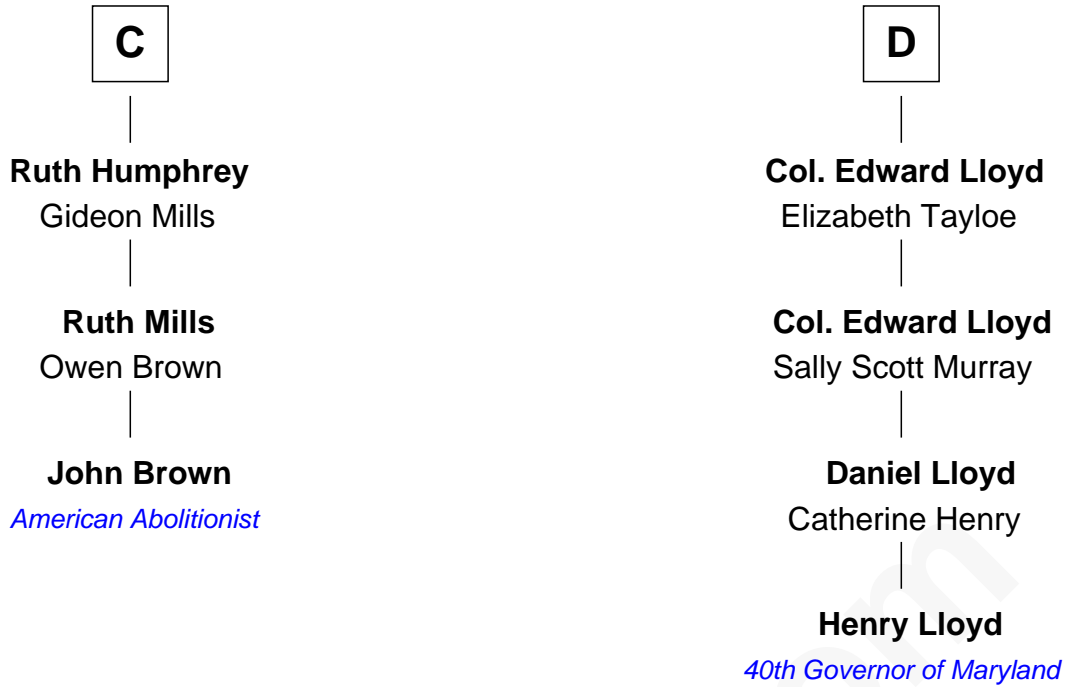 C
Ruth Humphrey
Gideon Mills
Ruth Mills
Owen Brown
John Brown
American Abolitionist
D
Col. Edward Lloyd
Elizabeth Tayloe
Col. Edward Lloyd
Sally Scott Murray
Daniel Lloyd
Catherine Henry
Henry Lloyd
40th Governor of Maryland